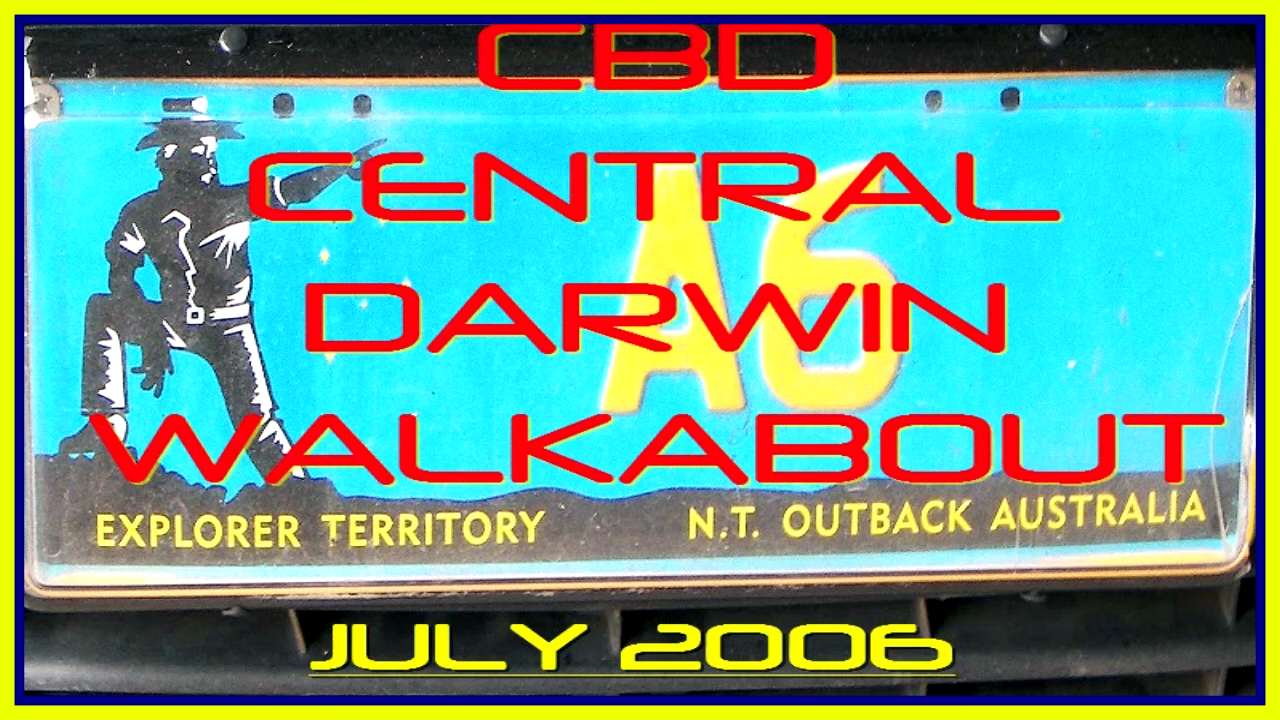 CBD
CENTRAL
A6
DARWIN
WALKABOUT
EXPLORER TERRITORY N.T. OUTBACK AUSTRALIA
JULY 2006